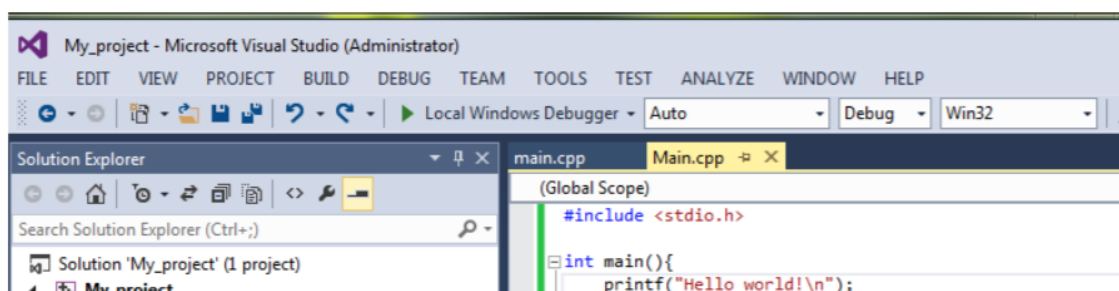 My_project - Microsoft Visual Studio (Administrator)
FILE EDIT VIEW PROJECT BUILD DEBUG TEAM TOOLS TEST ANALYZE WINDOW HELP
Local Windows Debugger Auto Debug Win32
Solution Explorer
Search Solution Explorer (Ctrl+;)
Solution 'My_project' (1 project)
My_project
main.cpp Main.cpp
(Global Scope)
#include <stdio.h>
int main(){
printf("Hello world!\n");